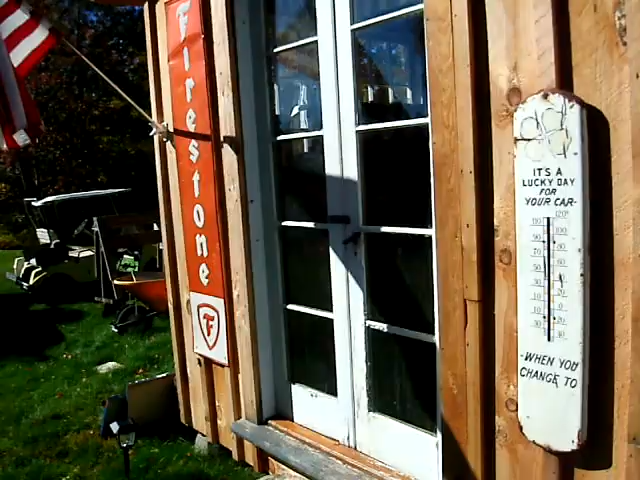 Firestone
F
IT'S A
LUCKY DAY
FOR
YOUR CAR-
-WHEN YOU
CHANGE TO